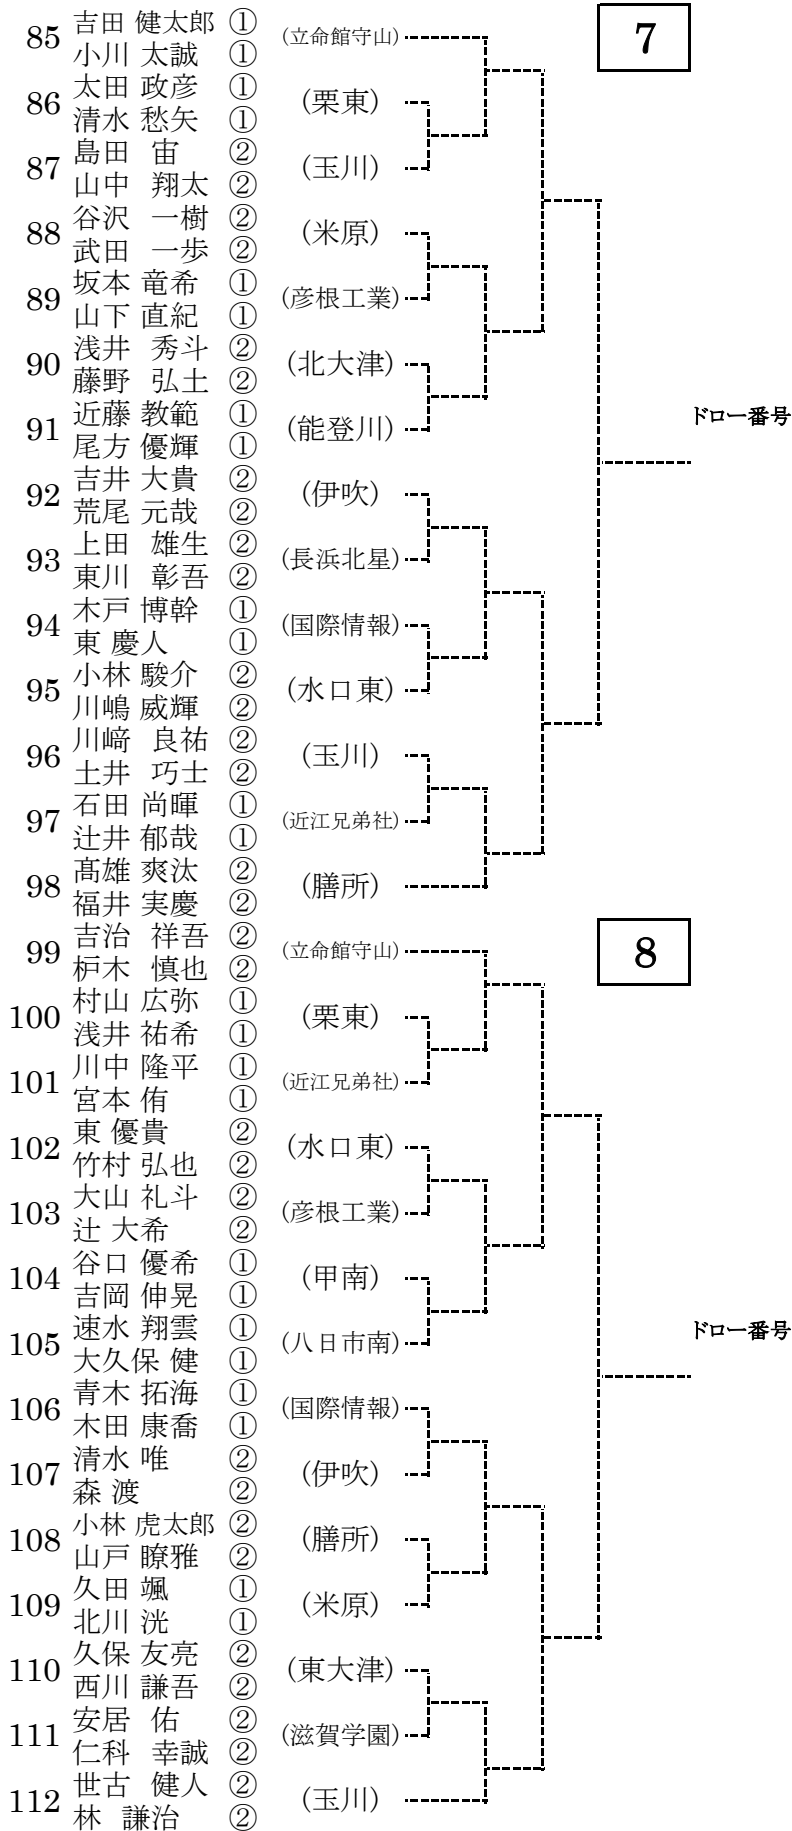 7
85 吉田 健太郎 ① (立命館守山)
小川 太誠 ①
86 太田 政彦 ① (栗東)
清水 愁矢 ①
87 島田 宙 ② (玉川)
山中 翔太 ②
88 谷沢 一樹 ② (米原)
武田 一歩 ②
89 坂本 竜希 ① (彦根工業)
山下 直紀 ①
90 浅井 秀斗 ② (北大津)
藤野 弘土 ②
ドロー番号
91 近藤 教範 ① (能登川)
尾方 優輝 ①
92 吉井 大貴 ② (伊吹)
荒尾 元哉 ②
93 上田 雄生 ② (長浜北星)
東川 彰吾 ②
94 木戸 博幹 ① (国際情報)
東 慶人 ①
95 小林 駿介 ② (水口東)
川嶋 威輝 ②
96 川﨑 良祐 ② (玉川)
土井 巧士 ②
97 石田 尚暉 ① (近江兄弟社)
辻井 郁哉 ①
98 髙雄 爽汰 ② (膳所)
福井 実慶 ②
8
99 吉治 祥吾 ② (立命館守山)
枦木 慎也 ②
100 村山 広弥 ① (栗東)
浅井 祐希 ①
101 川中 隆平 ① (近江兄弟社)
宮本 侑 ①
102 東 優貴 ② (水口東)
竹村 弘也 ②
103 大山 礼斗 ② (彦根工業)
辻 大希 ②
104 谷口 優希 ① (甲南)
吉岡 伸晃 ①
ドロー番号
105 速水 翔雲 ① (八日市南)
大久保 健 ①
106 青木 拓海 ① (国際情報)
木田 康喬 ①
107 清水 唯 ② (伊吹)
森 渡 ②
108 小林 虎太郎 ② (膳所)
山戸 瞭雅 ②
109 久田 颯 ① (米原)
北川 洸 ①
110 久保 友亮 ② (東大津)
西川 謙吾 ②
111 安居 佑 ② (滋賀学園)
仁科 幸誠 ②
112 世古 健人 ② (玉川)
林 謙治 ②